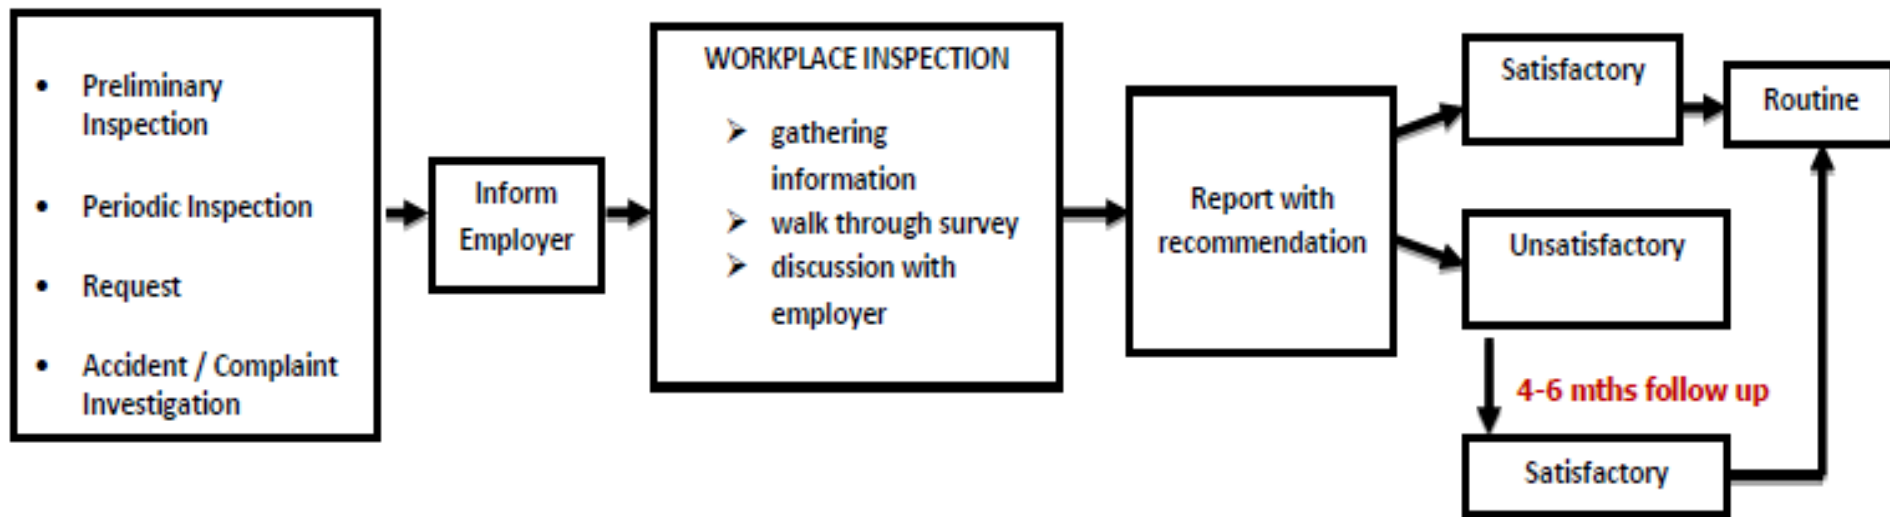 • Preliminary
Inspection
• Periodic Inspection
• Request
• Accident / Complaint
Investigation
Inform
Employer
WORKPLACE INSPECTION
➢ gathering
information
➢ walk through survey
➢ discussion with
employer
Report with
recommendation
Satisfactory
Routine
Unsatisfactory
4-6 mths follow up
Satisfactory